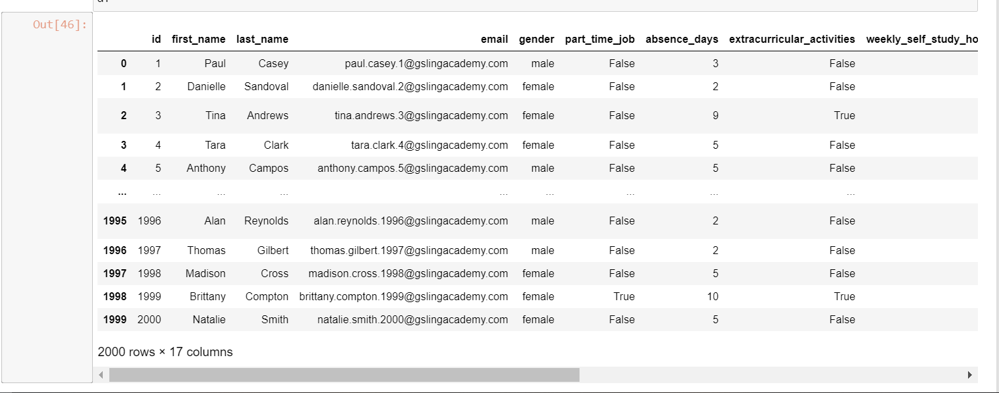 Out[46]:
id first_name last_name email gender part_time_job absence_days extracurricular_activities weekly_self_study_ho
0 1 Paul Casey paul.casey.1@gslingacademy.com male False 3 False
1 2 Danielle Sandoval danielle.sandoval.2@gslingacademy.com female False 2 False
2 3 Tina Andrews tina.andrews.3@gslingacademy.com female False 9 True
3 4 Tara Clark tara.clark.4@gslingacademy.com female False 5 False
4 5 Anthony Campos anthony.campos.5@gslingacademy.com male False 5 False
... ... ... ... ... ... ... ... ...
1995 1996 Alan Reynolds alan.reynolds.1996@gslingacademy.com male False 2 False
1996 1997 Thomas Gilbert thomas.gilbert.1997@gslingacademy.com male False 2 False
1997 1998 Madison Cross madison.cross.1998@gslingacademy.com female False 5 False
1998 1999 Brittany Compton brittany.compton.1999@gslingacademy.com female True 10 True
1999 2000 Natalie Smith natalie.smith.2000@gslingacademy.com female False 5 False
2000 rows × 17 columns